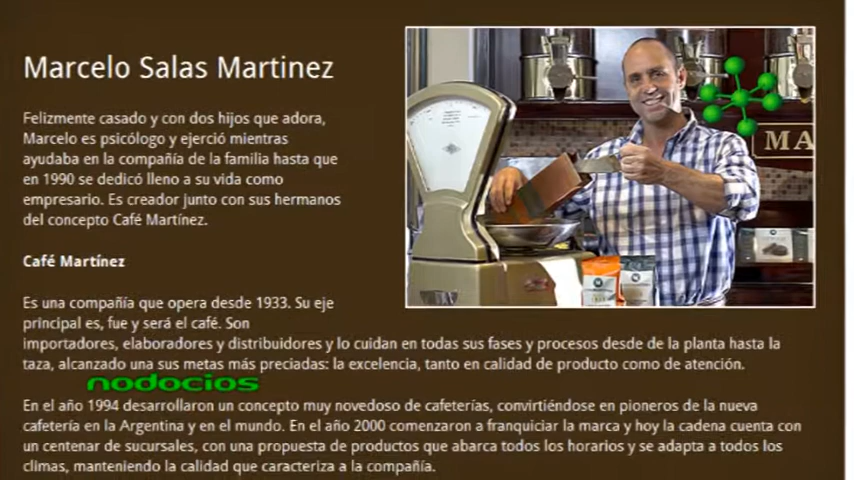 Marcelo Salas Martinez
Felizmente casado y con dos hijos que adora,
Marcelo es psicólogo y ejerció mientras
ayudaba en la compañía de la familia hasta que
en 1990 se dedicó lleno a su vida como
empresario. Es creador junto con sus hermanos
del concepto Café Martínez.
Café Martínez
Es una compañía que opera desde 1933. Su eje
principal es, fue y será el café. Son
importadores, elaboradores y distribuidores y lo cuidan en todas sus fases y procesos desde de la planta hasta la
taza, alcanzado una sus metas más preciadas: la excelencia, tanto en calidad de producto como de atención.
nodocios
En el año 1994 desarrollaron un concepto muy novedoso de cafeterías, convirtiéndose en pioneros de la nueva
cafetería en la Argentina y en el mundo. En el año 2000 comenzaron a franquiciar la marca y hoy la cadena cuenta con
un centenar de sucursales, con una propuesta de productos que abarca todos los horarios y se adapta a todos los
climas, manteniendo la calidad que caracteriza a la compañía.
MA